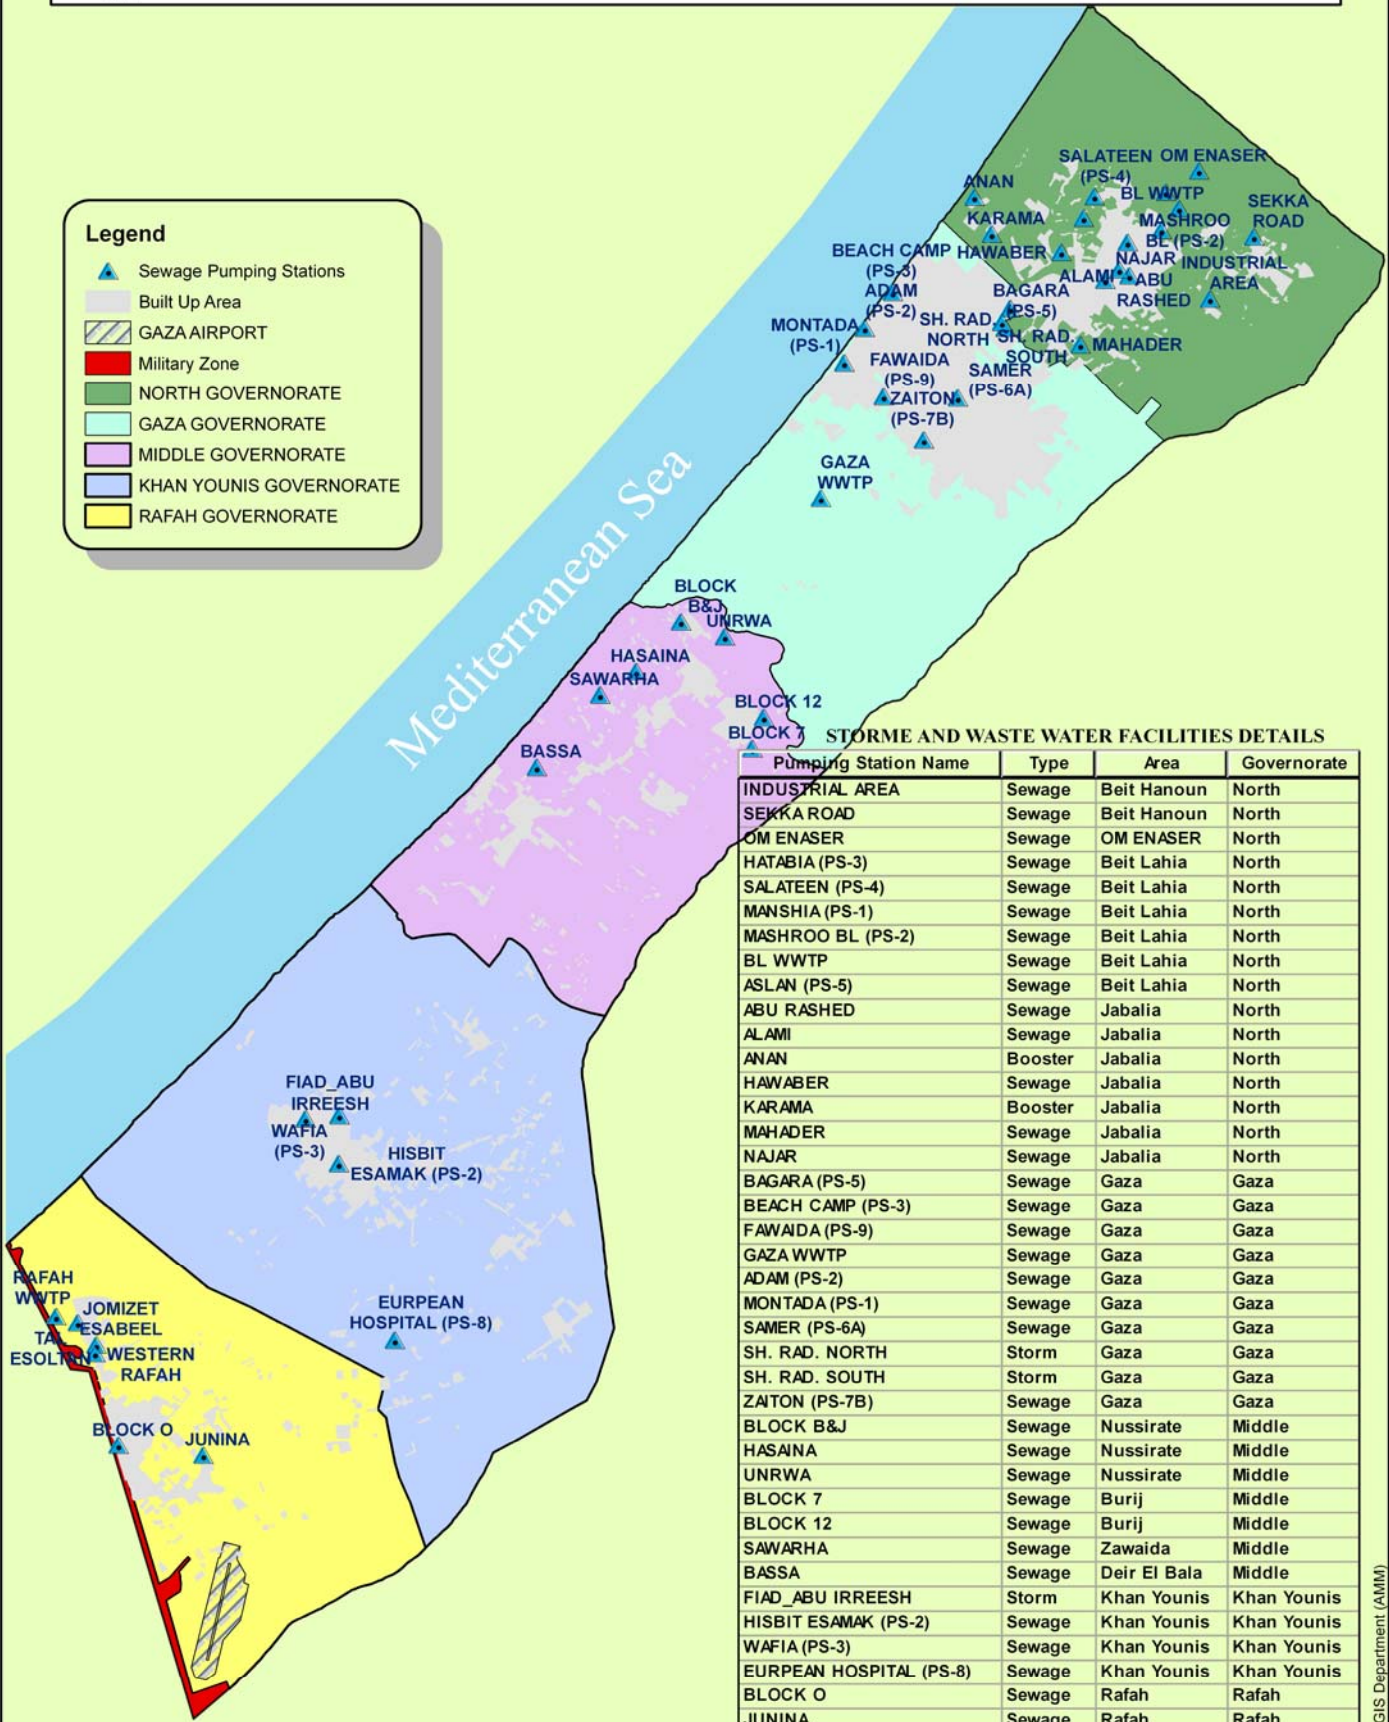 Legend
Sewage Pumping Stations
Built Up Area
GAZA AIRPORT
Military Zone
NORTH GOVERNORATE
GAZA GOVERNORATE
MIDDLE GOVERNORATE
KHAN YOUNIS GOVERNORATE
RAFAH GOVERNORATE
Mediterranean Sea
SALATEEN
(PS-4)
OM ENASER
ANAN
BL WWTP
SEKKA
ROAD
KARAMA
MASHROO
BL (PS-2)
BEACH CAMP
(PS-3)
HAWABER
NAJAR
INDUSTRIAL
AREA
ALAMI
ABU
RASHED
ADAM
(PS-2)
BAGARA
(PS-5)
MONTADA
(PS-1)
SH. RAD.
NORTH
SH. RAD.
SOUTH
MAHADER
FAWAIDA
(PS-9)
SAMER
(PS-6A)
ZAITON
(PS-7B)
GAZA
WWTP
BLOCK
B&J
UNRWA
HASAINA
SAWARHA
BLOCK 12
BLOCK 7
BASSA
FIAD_ABU
IRREESH
WAFIA
(PS-3)
HISBIT
ESAMAK (PS-2)
EURPEAN
HOSPITAL (PS-8)
RAFAH
WWTP
JOMIZET
ESABEEL
TAL
ESOLTAN
WESTERN
RAFAH
BLOCK O
JUNINA
STORME AND WASTE WATER FACILITIES DETAILS
Pumping Station Name Type Area Governorate
INDUSTRIAL AREA Sewage Beit Hanoun North
SEKKA ROAD Sewage Beit Hanoun North
OM ENASER Sewage OM ENASER North
HATABIA (PS-3) Sewage Beit Lahia North
SALATEEN (PS-4) Sewage Beit Lahia North
MANSHIA (PS-1) Sewage Beit Lahia North
MASHROO BL (PS-2) Sewage Beit Lahia North
BL WWTP Sewage Beit Lahia North
ASLAN (PS-5) Sewage Beit Lahia North
ABU RASHED Sewage Jabalia North
ALAMI Sewage Jabalia North
ANAN Booster Jabalia North
HAWABER Sewage Jabalia North
KARAMA Booster Jabalia North
MAHADER Sewage Jabalia North
NAJAR Sewage Jabalia North
BAGARA (PS-5) Sewage Gaza Gaza
BEACH CAMP (PS-3) Sewage Gaza Gaza
FAWAIDA (PS-9) Sewage Gaza Gaza
GAZA WWTP Sewage Gaza Gaza
ADAM (PS-2) Sewage Gaza Gaza
MONTADA (PS-1) Sewage Gaza Gaza
SAMER (PS-6A) Sewage Gaza Gaza
SH. RAD. NORTH Storm Gaza Gaza
SH. RAD. SOUTH Storm Gaza Gaza
ZAITON (PS-7B) Sewage Gaza Gaza
BLOCK B&J Sewage Nussirate Middle
HASAINA Sewage Nussirate Middle
UNRWA Sewage Nussirate Middle
BLOCK 7 Sewage Burij Middle
BLOCK 12 Sewage Burij Middle
SAWARHA Sewage Zawaida Middle
BASSA Sewage Deir El Bala Middle
FIAD_ABU IRREESH Storm Khan Younis Khan Younis
HISBIT ESAMAK (PS-2) Sewage Khan Younis Khan Younis
WAFIA (PS-3) Sewage Khan Younis Khan Younis
EURPEAN HOSPITAL (PS-8) Sewage Khan Younis Khan Younis
BLOCK O Sewage Rafah Rafah
JUNINA Sewage Rafah Rafah
GIS Department (AMM)